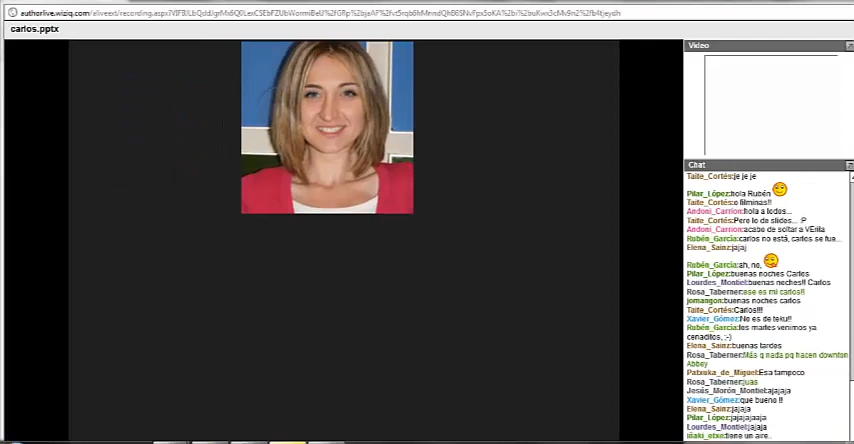 carlos.pptx
Video
Chat
Taite_Cortés:je je je
Pilar_López:hola Rubén
Taite_Cortés:o filminas!!
Andoni_Carrion:hola a todos...
Taite_Cortés:Pero lo de slides... :P
Andoni_Carrion:acabo de soltar a
Rubén_García:carlos no está, carlos se fue...
Elena_Sainz:jajaj
Rubén_García:ah, no,
Pilar_López:buenas noches Carlos
Lourdes_Montiel:buenas noches!! Carlos
Rosa_Taberner:ese es mi carlos!!
jomangon:buenas noches carlos
Taite_Cortés:Carlos!!!
Xavier_Gómez:No es de teku!!
Rubén_García:los martes venimos ya
cenaditos, ;-)
Elena_Sainz:buenas tardes
Rosa_Taberner:Más q nada pq hacen downton
Abbey
Patxuka_de_Miguel:Esa tampoco
Rosa_Taberner:juas
Jesús_Morón_Montiel:ajajaja
Xavier_Gómez:que bueno !!
Elena_Sainz:jajaja
Pilar_López:jajajajaaja
Lourdes_Montiel:jajaja
iñaki_etxe:tiene un aire..